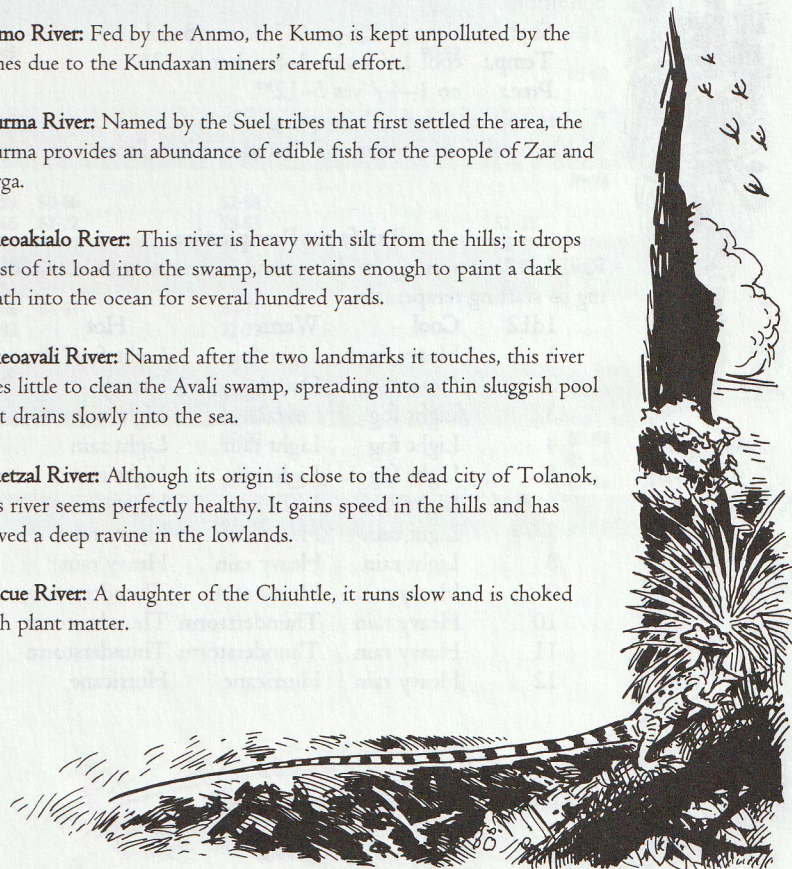 mo River: Fed by the Anmo, the Kumo is kept unpolluted by the
nes due to the Kundaxan miners' careful effort.
urma River: Named by the Suel tribes that first settled the area, the
urma provides an abundance of edible fish for the people of Zar and
rga.
eoakialo River: This river is heavy with silt from the hills; it drops
st of its load into the swamp, but retains enough to paint a dark
ath into the ocean for several hundred yards.
eoavali River: Named after the two landmarks it touches, this river
es little to clean the Avali swamp, spreading into a thin sluggish pool
t drains slowly into the sea.
etzal River: Although its origin is close to the dead city of Tolanok,
s river seems perfectly healthy. It gains speed in the hills and has
ved a deep ravine in the lowlands.
cue River: A daughter of the Chiuhtle, it runs slow and is choked
h plant matter.